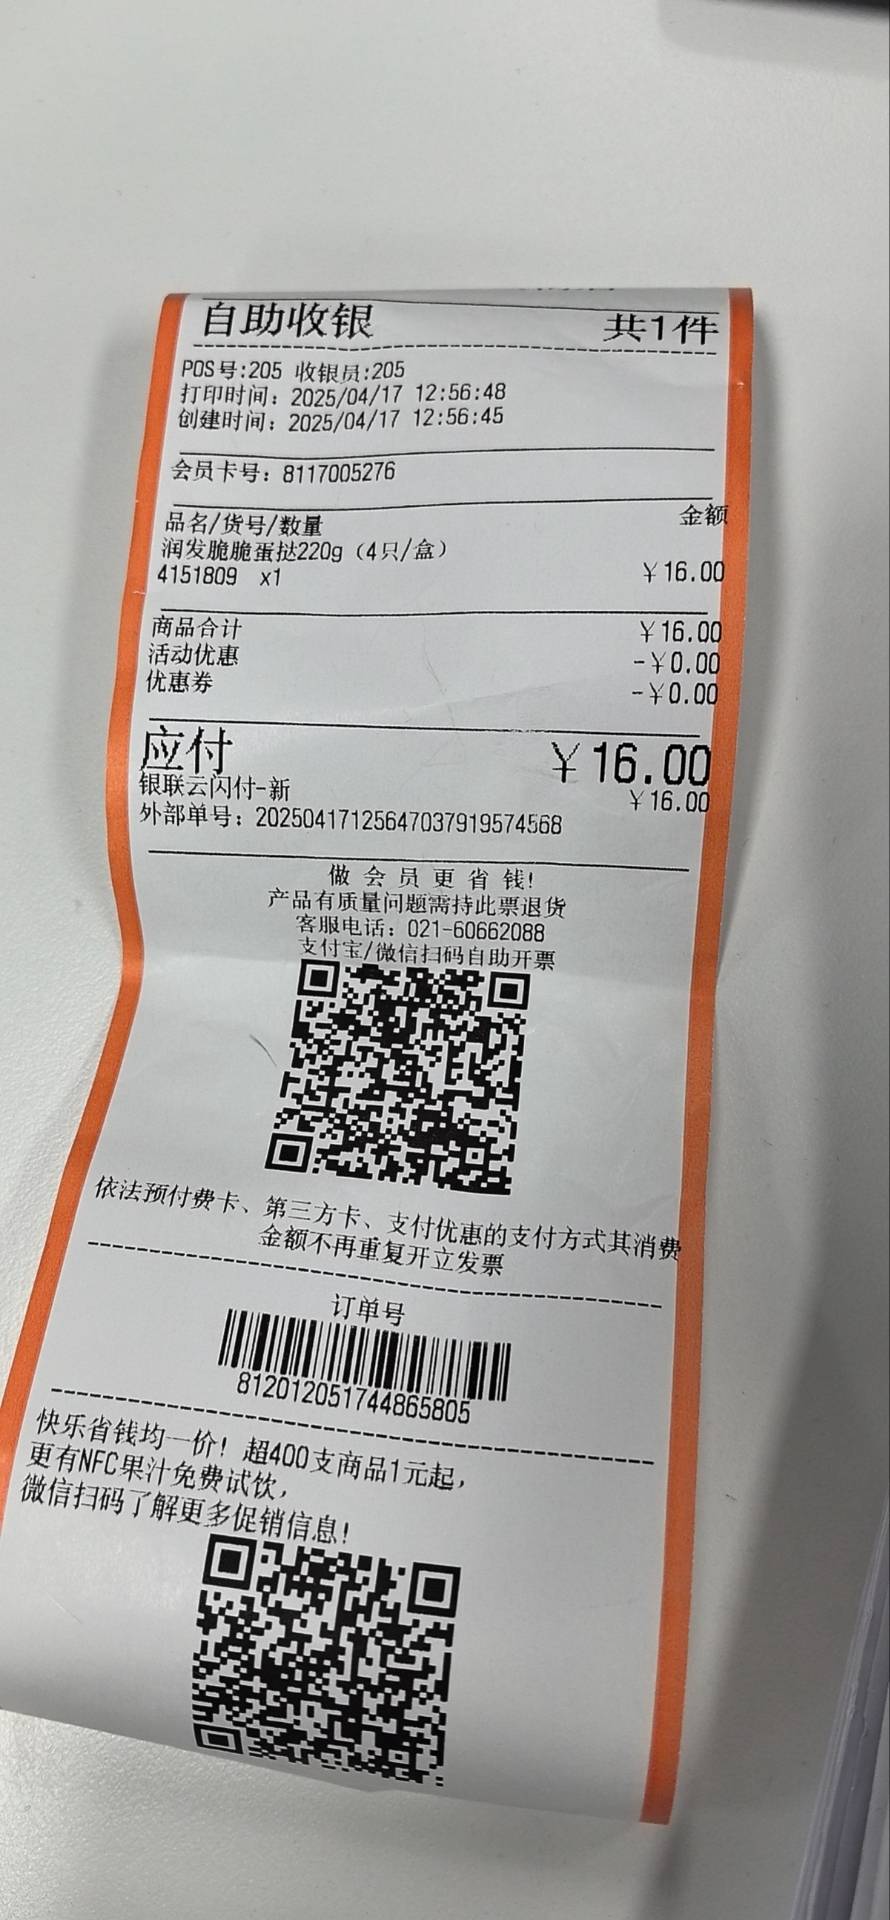 自助收银 共1件
POS号:205 收银员:205
打印时间: 2025/04/17 12:56:48
创建时间: 2025/04/17 12:56:45
会员卡号: 8117005276
品名/货号/数量 金额
润发脆脆蛋挞220g（4只/盒）
4151809 x1 ￥16.00
商品合计 ￥16.00
活动优惠 -￥0.00
优惠券 -￥0.00
应付 ￥16.00
银联云闪付-新 ￥16.00
外部单号: 20250417125647037919574568
做会员更省钱!
产品有质量问题需持此票退货
客服电话: 021-60662088
支付宝/微信扫码自助开票
依法预付费卡、第三方卡、支付优惠的支付方式其消费
金额不再重复开立发票
订单号
812012051744865805
快乐省钱均一价! 超400支商品1元起,
更有NFC果汁免费试饮,
微信扫码了解更多促销信息!